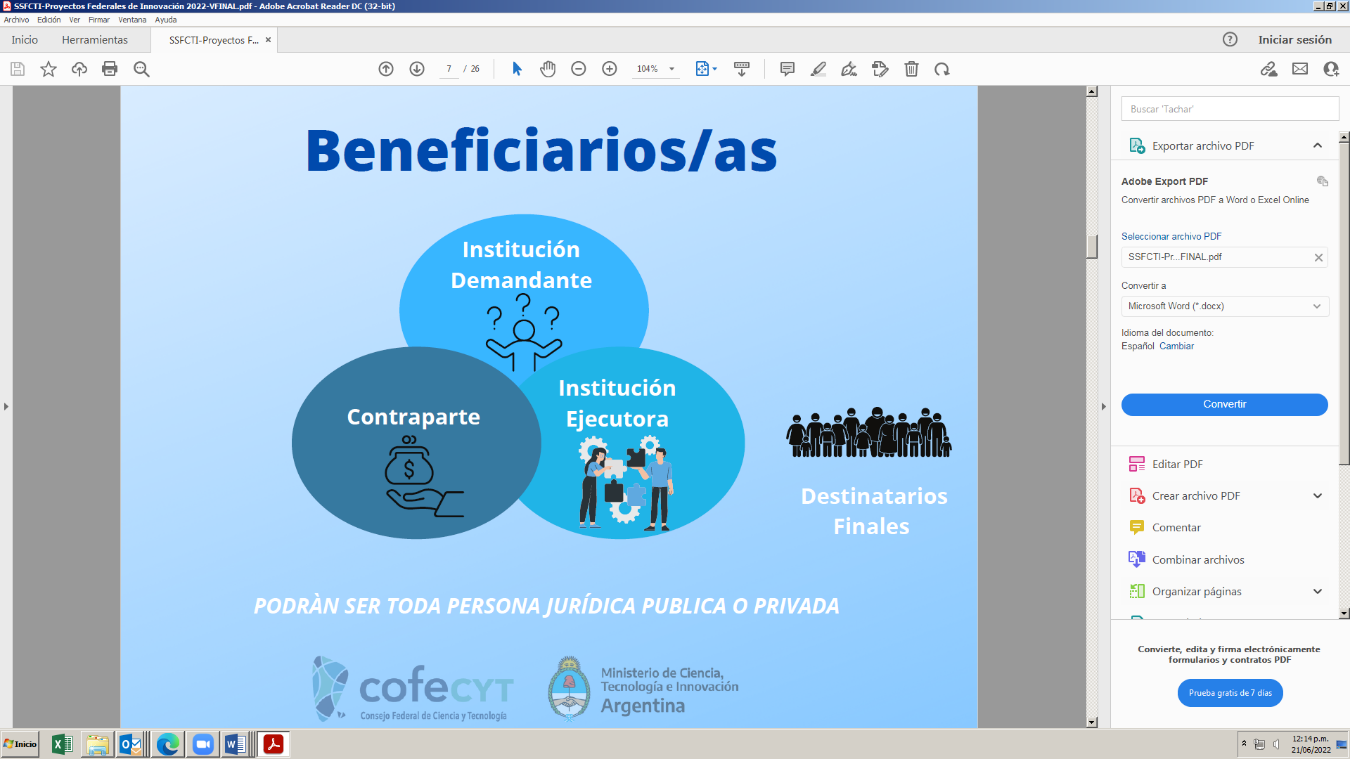 SSFCTI-Proyectos Federales de Innovación 2022-VFINAL.pdf - Adobe Acrobat Reader DC (32-bit)
Archivo Edición Ver Firmar Ventana Ayuda
Inicio Herramientas SSFCTI-Proyectos F... × Iniciar sesión
7 / 26 104%
Beneficiarios/as
Institución
Demandante
Contraparte
Institución
Ejecutora
Destinatarios
Finales
PODRÀN SER TODA PERSONA JURÍDICA PUBLICA O PRIVADA
cofecyt
Consejo Federal de Ciencia y Tecnología
Ministerio de Ciencia,
Tecnología e Innovación
Argentina
Buscar 'Tachar'
Exportar archivo PDF
Adobe Export PDF
Convertir archivos PDF a Word o Excel Online
Seleccionar archivo PDF
SSFCTI-Pr...FINAL.pdf
Convertir a
Microsoft Word (*.docx)
Idioma del documento:
Español Cambiar
Convertir
Editar PDF
Crear archivo PDF
Comentar
Combinar archivos
Organizar páginas
Convierte, edita y firma electrónicamente
formularios y contratos PDF
Prueba gratis de 7 días
Inicio
12:14 p.m.
21/06/2022